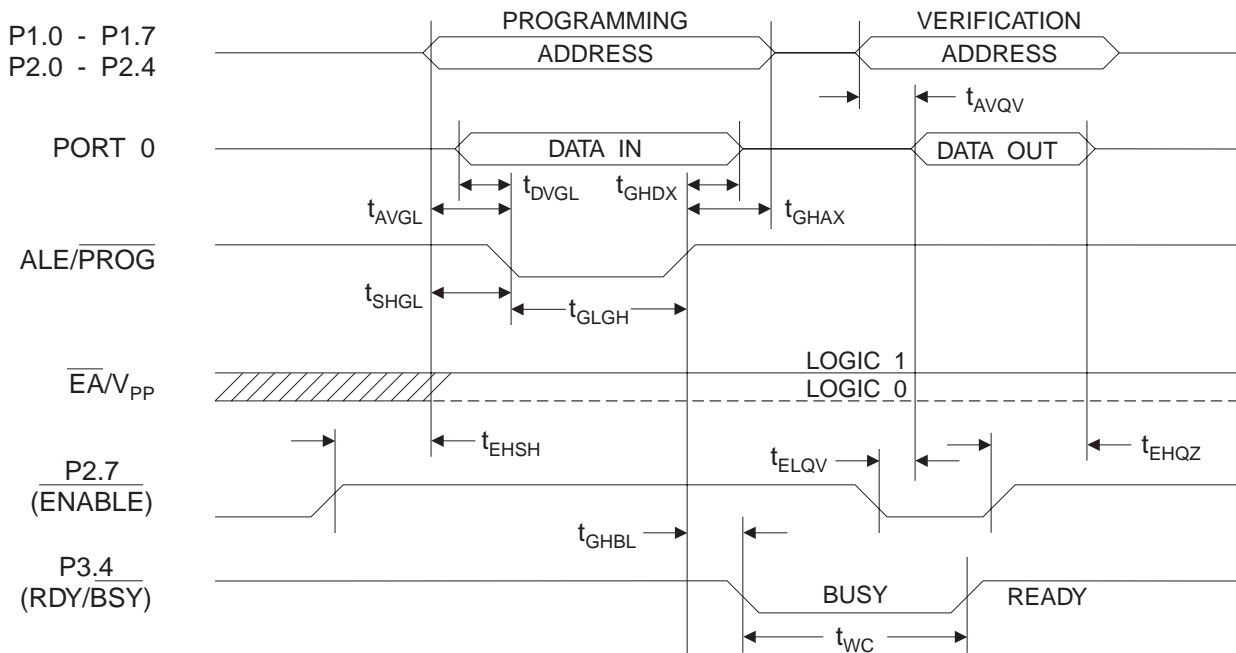 PROGRAMMING
VERIFICATION
P1.0 - P1.7
P2.0 - P2.4
ADDRESS
ADDRESS
tAVQV
PORT 0
DATA IN
DATA OUT
tDVGL
tGHDX
tAVGL
tGHAX
ALE/PROG
tSHGL
tGLGH
LOGIC 1
EA/VPP
LOGIC 0
tEHSH
tELQV
tEHQZ
P2.7
(ENABLE)
tGHBL
P3.4
(RDY/BSY)
BUSY
READY
tWC